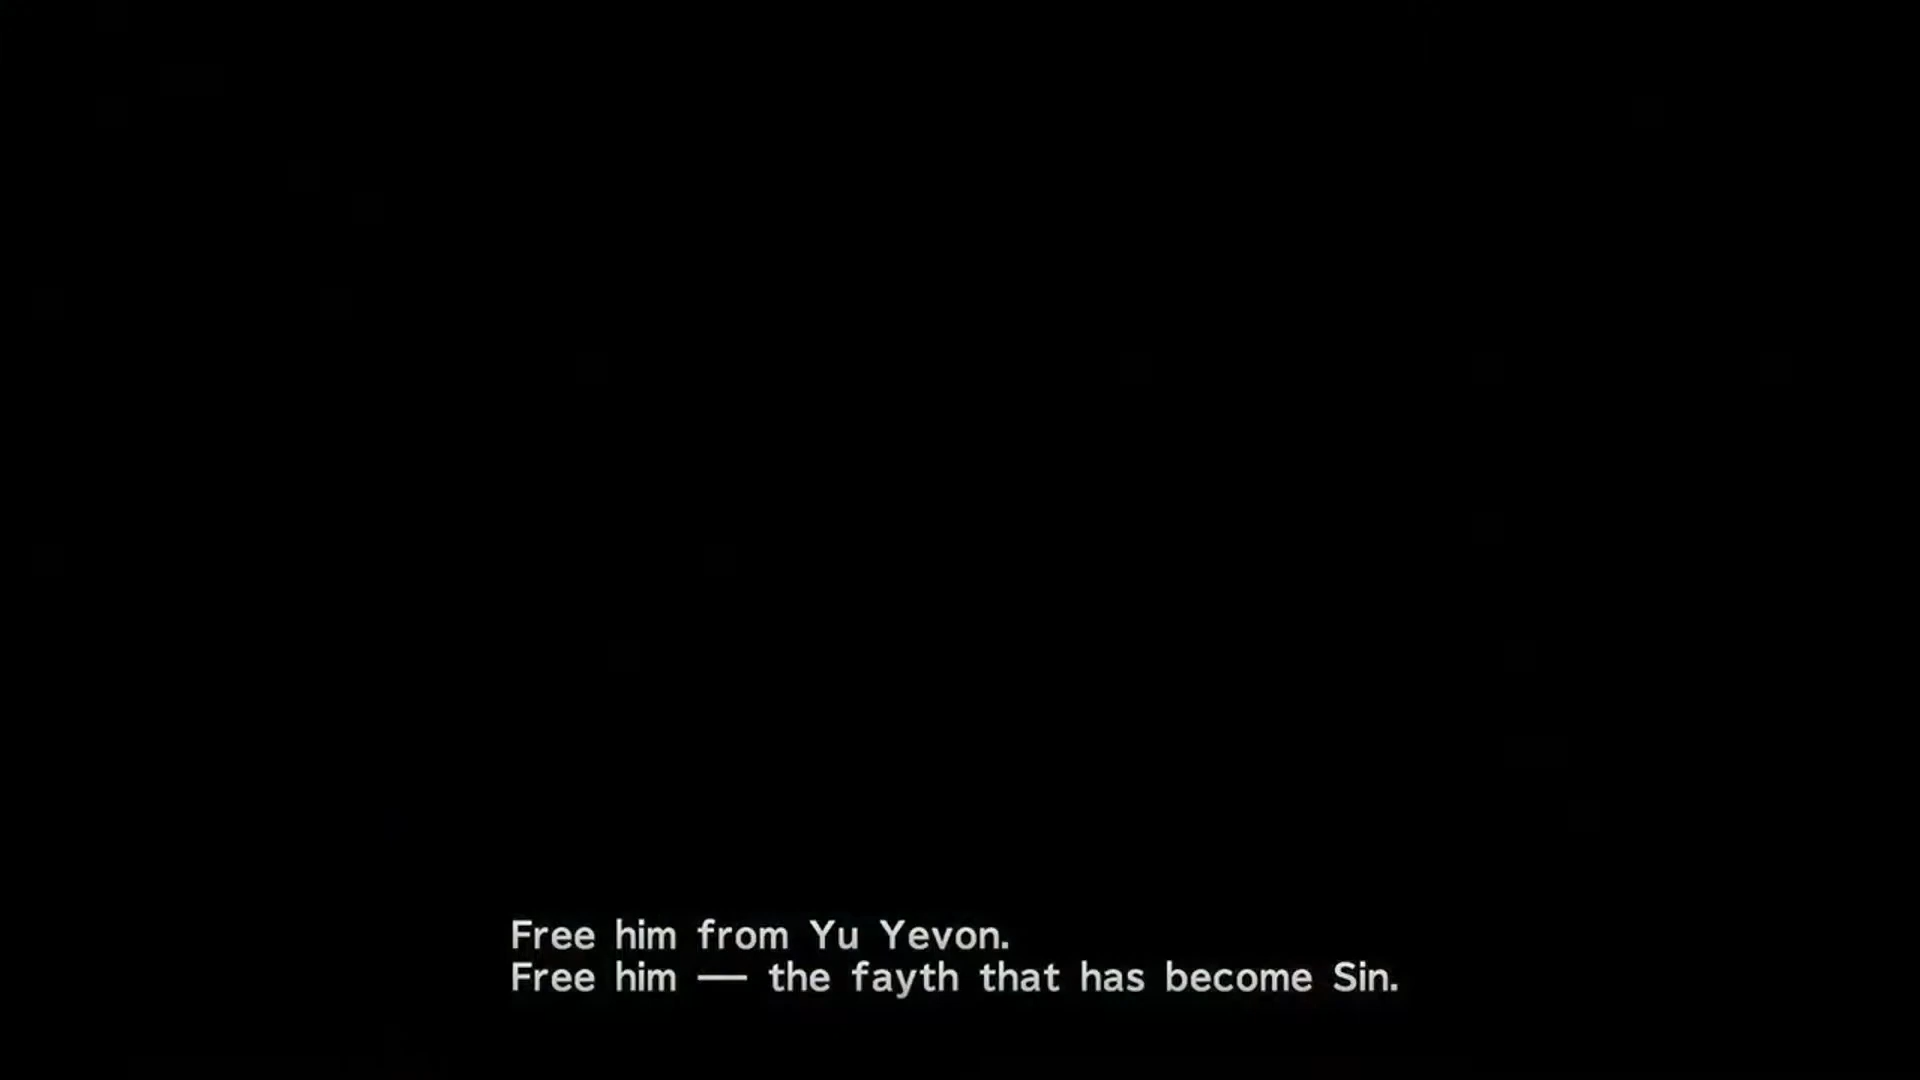 Free him from Yu Yevon.
Free him — the fayth that has become Sin.